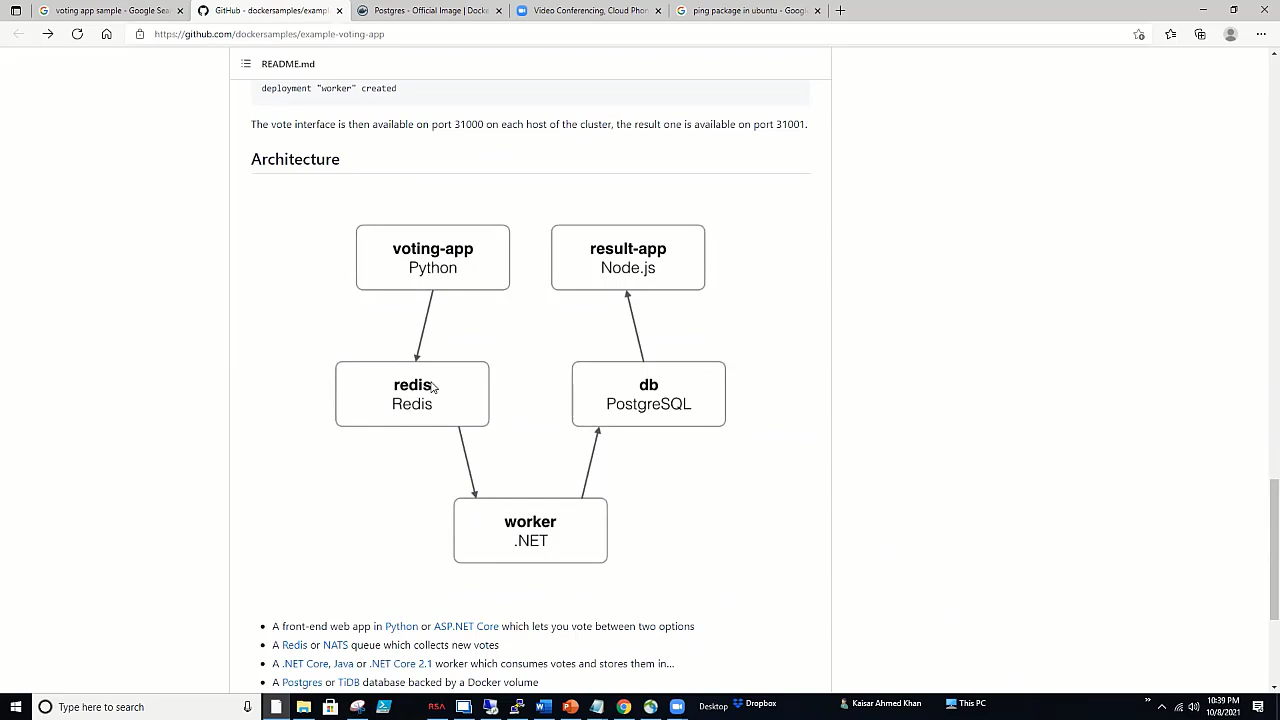 voting app sample - Google Sea
GitHub - dockersamples/example-
Postgres - Official Image | Docke
Video Conferencing, Cloud Phon
ping package in ubuntu - Google
https://github.com/dockersamples/example-voting-app
README.md
deployment "worker" created
The vote interface is then available on port 31000 on each host of the cluster, the result one is available on port 31001.
Architecture
voting-app
Python
result-app
Node.js
redis
Redis
db
PostgreSQL
worker
.NET
A front-end web app in Python or ASP.NET Core which lets you vote between two options
A Redis or NATS queue which collects new votes
A .NET Core, Java or .NET Core 2.1 worker which consumes votes and stores them in...
A Postgres or TiDB database backed by a Docker volume
Type here to search
RSA
Desktop
Dropbox
Kaisar Ahmed Khan
This PC
10:39 PM
10/8/2021